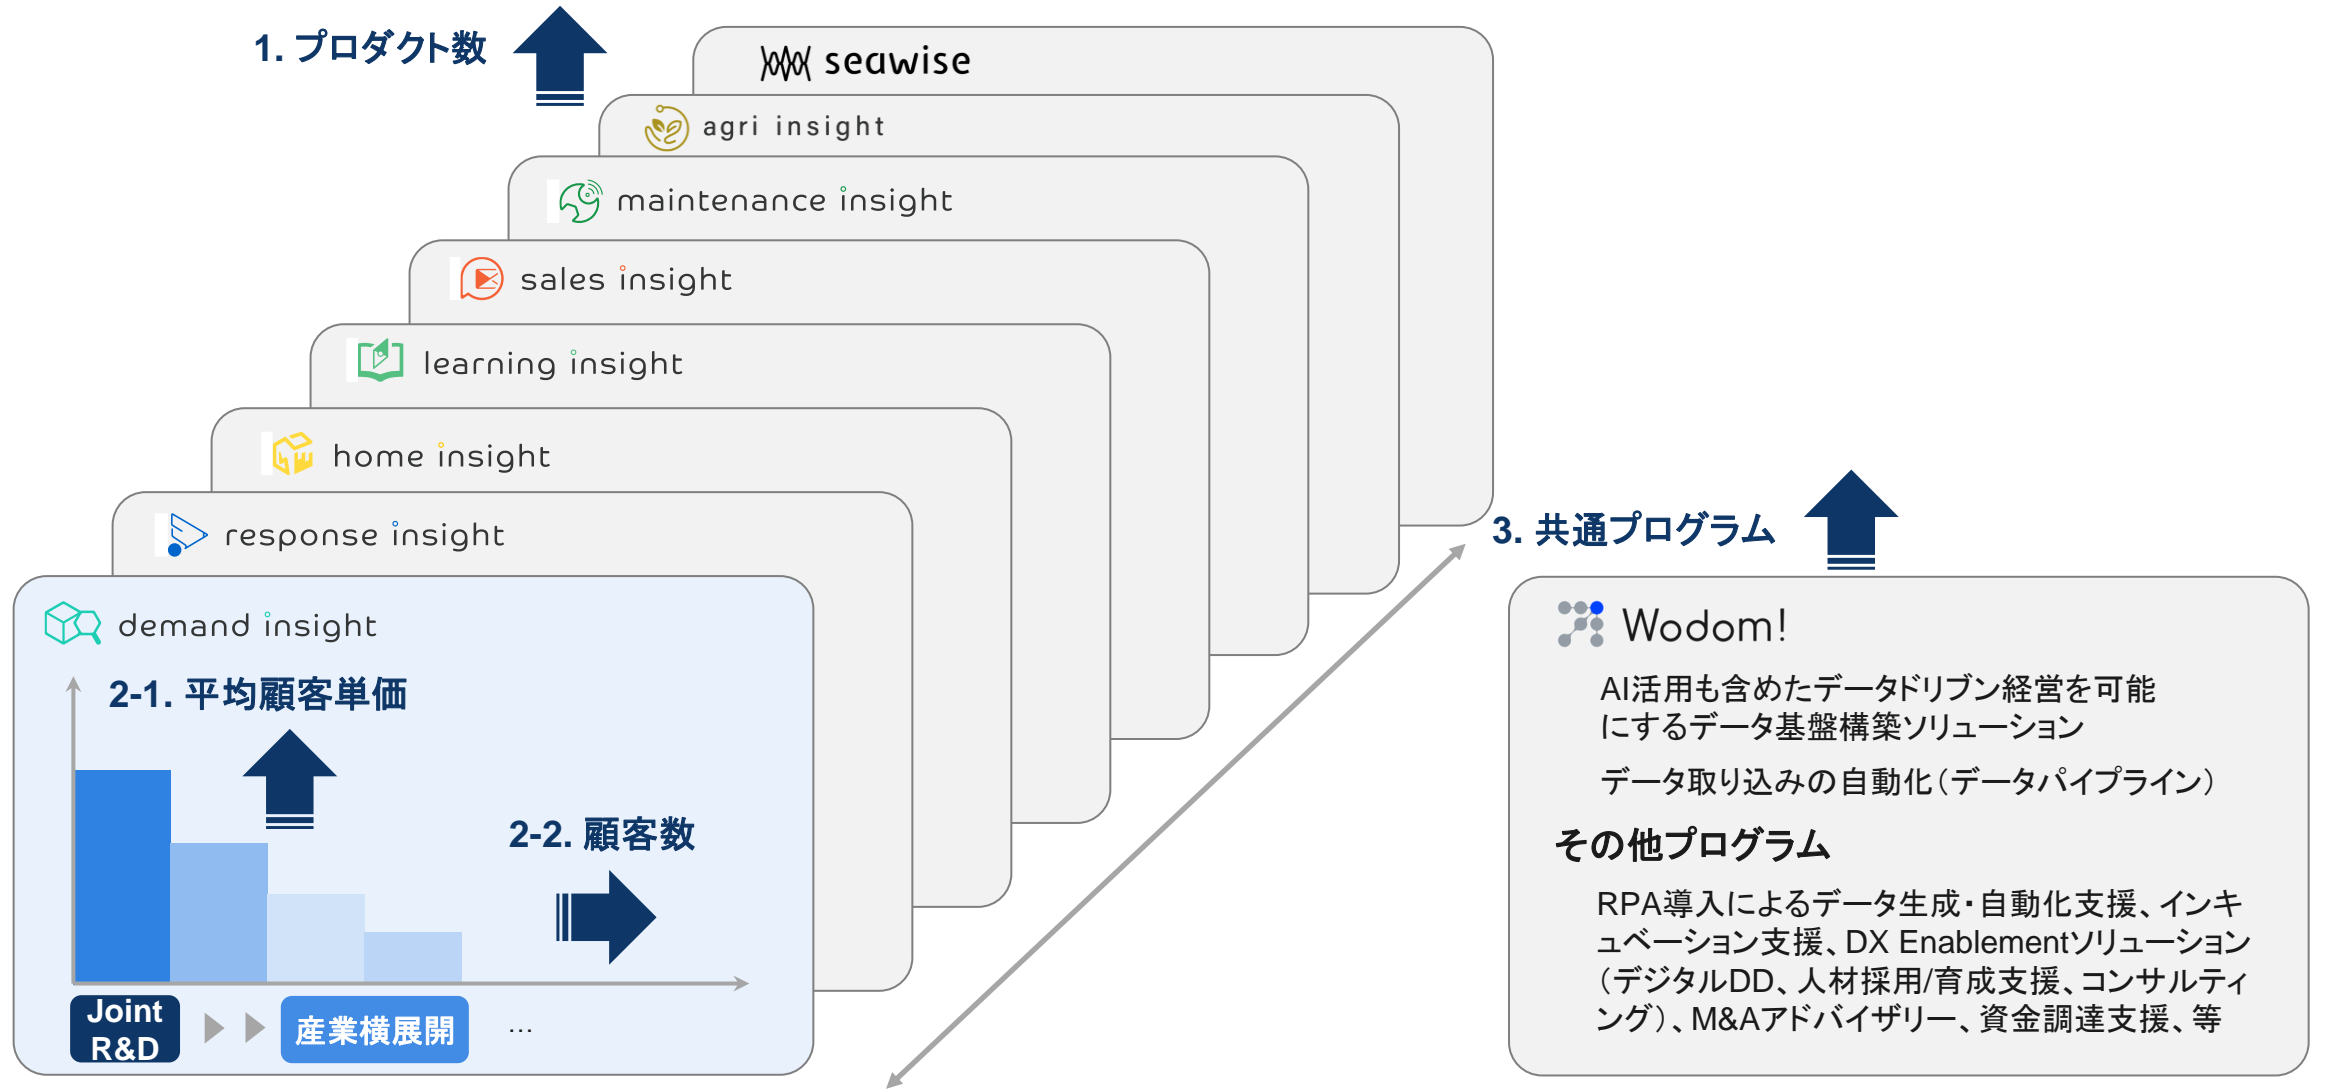 1. プロダクト数
seawise
agri insight
maintenance insight
sales insight
learning insight
home insight
response insight
demand insight
2-1. 平均顧客単価
2-2. 顧客数
Joint
R&D
産業横展開
…
3. 共通プログラム
Wodom!
AI活用も含めたデータドリブン経営を可能
にするデータ基盤構築ソリューション
データ取り込みの自動化（データパイプライン）
その他プログラム
RPA導入によるデータ生成・自動化支援、インキ
ュベーション支援、DX Enablementソリューション
（デジタルDD、人材採用/育成支援、コンサルティ
ング）、M&Aアドバイザリー、資金調達支援、等